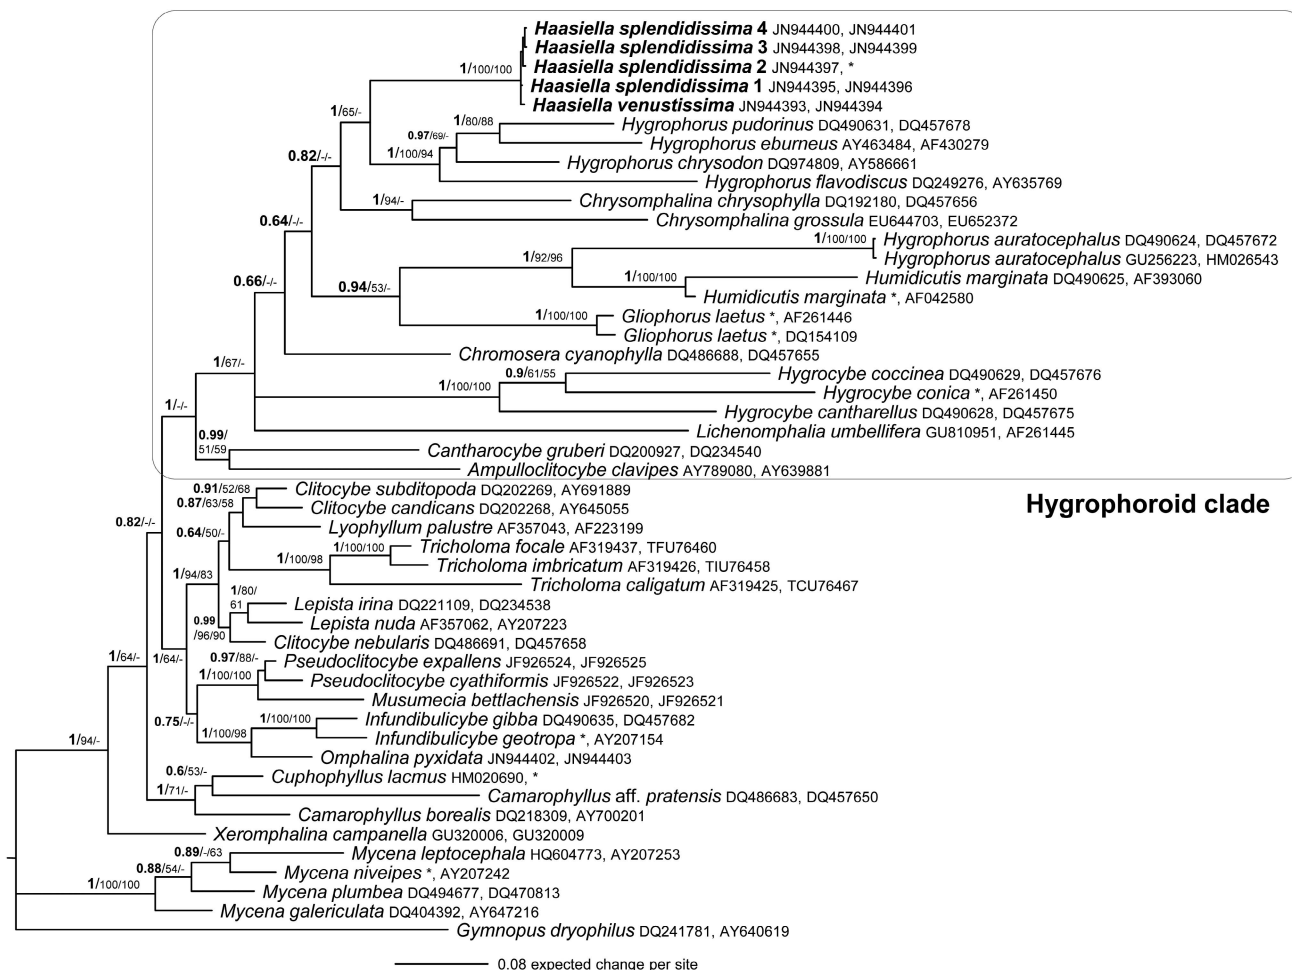 Haasiella splendidissima 4 JN944400, JN944401
Haasiella splendidissima 3 JN944398, JN944399
Haasiella splendidissima 2 JN944397, *
1/100/100
Haasiella splendidissima 1 JN944395, JN944396
Haasiella venustissima JN944393, JN944394
1/65/-
1/80/88
Hygrophorus pudorinus DQ490631, DQ457678
0.97/69/-
Hygrophorus eburneus AY463484, AF430279
0.82/-/-
1/100/94
Hygrophorus chrysodon DQ974809, AY586661
Hygrophorus flavodiscus DQ249276, AY635769
1/94/-
Chrysomphalina chrysophylla DQ192180, DQ457656
0.64/-/-
Chrysomphalina grossula EU644703, EU652372
1/100/100
Hygrophorus auratocephalus DQ490624, DQ457672
1/92/96
Hygrophorus auratocephalus GU256223, HM026543
0.66/-/-
0.94/53/-
1/100/100
Humidicutis marginata DQ490625, AF393060
Humidicutis marginata *, AF042580
1/100/100
Gliophorus laetus *, AF261446
Gliophorus laetus *, DQ154109
Chromosera cyanophylla DQ486688, DQ457655
1/67/-
0.9/61/55
Hygrocybe coccinea DQ490629, DQ457676
1/100/100
Hygrocybe conica *, AF261450
1/-/-
Hygrocybe cantharellus DQ490628, DQ457675
Lichenomphalia umbellifera GU810951, AF261445
0.99/
51/59
Cantharocybe gruberi DQ200927, DQ234540
Ampulloclitocybe clavipes AY789080, AY639881
Hygrophoroid clade
0.91/52/68
Clitocybe subditopoda DQ202269, AY691889
0.87/63/58
Clitocybe candicans DQ202268, AY645055
0.82/-/-
Lyophyllum palustre AF357043, AF223199
0.64/50/-
1/100/100
Tricholoma focale AF319437, TFU76460
1/100/98
Tricholoma imbricatum AF319426, TIU76458
1/94/83
Tricholoma caligatum AF319425, TCU76467
1/80/
61
Lepista irina DQ221109, DQ234538
0.99
/96/90
Lepista nuda AF357062, AY207223
Clitocybe nebularis DQ486691, DQ457658
1/64/-
1/64/-
0.97/88/-
Pseudoclitocybe expallens JF926524, JF926525
1/100/100
Pseudoclitocybe cyathiformis JF926522, JF926523
Musumecia bettlachensis JF926520, JF926521
0.75/-/-
1/100/100
Infundibulicybe gibba DQ490635, DQ457682
1/100/98
Infundibulicybe geotropa *, AY207154
1/94/-
Omphalina pyxidata JN944402, JN944403
0.6/53/-
Cuphophyllus lacmus HM020690, *
1/71/-
Camarophyllus aff. pratensis DQ486683, DQ457650
Camarophyllus borealis DQ218309, AY700201
Xeromphalina campanella GU320006, GU320009
0.89/-/63
Mycena leptocephala HQ604773, AY207253
0.88/54/-
Mycena niveipes *, AY207242
1/100/100
Mycena plumbea DQ494677, DQ470813
Mycena galericulata DQ404392, AY647216
Gymnopus dryophilus DQ241781, AY640619
0.08 expected change per site